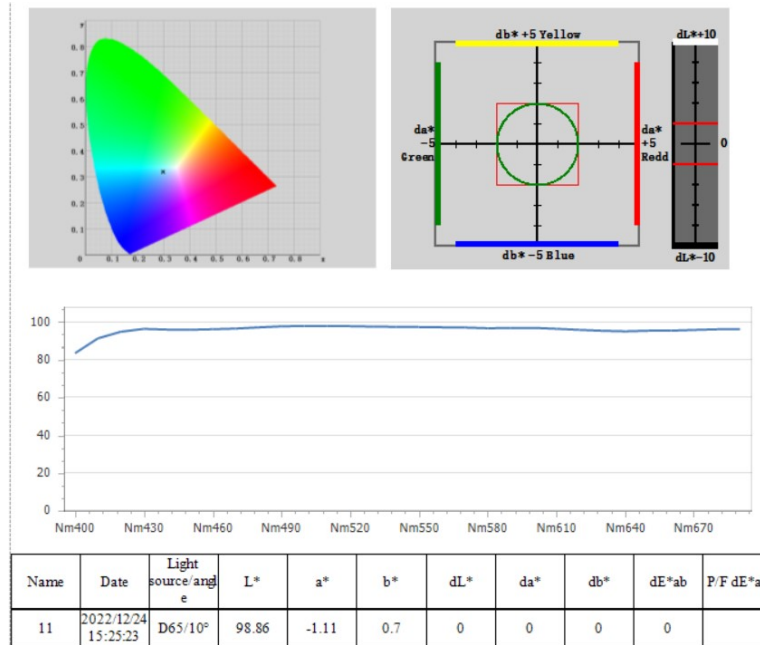 Y
0.8
0.7
0.6
0.5
0.4
0.3
0.2
0.1
0
0.1 0.2 0.3 0.4 0.5 0.6 0.7 0.8 x
db* +5 Yellow
da*
-5
Green
da*
+5
Redd
db* -5 Blue
dL*+10
0
dL*-10
100
80
60
40
20
0
Nm400 Nm430 Nm460 Nm490 Nm520 Nm550 Nm580 Nm610 Nm640 Nm670
Name Date Light source/angl e L* a* b* dL* da* db* dE*ab P/F dE*a
11 2022/12/24 15:25:23 D65/10° 98.86 -1.11 0.7 0 0 0 0